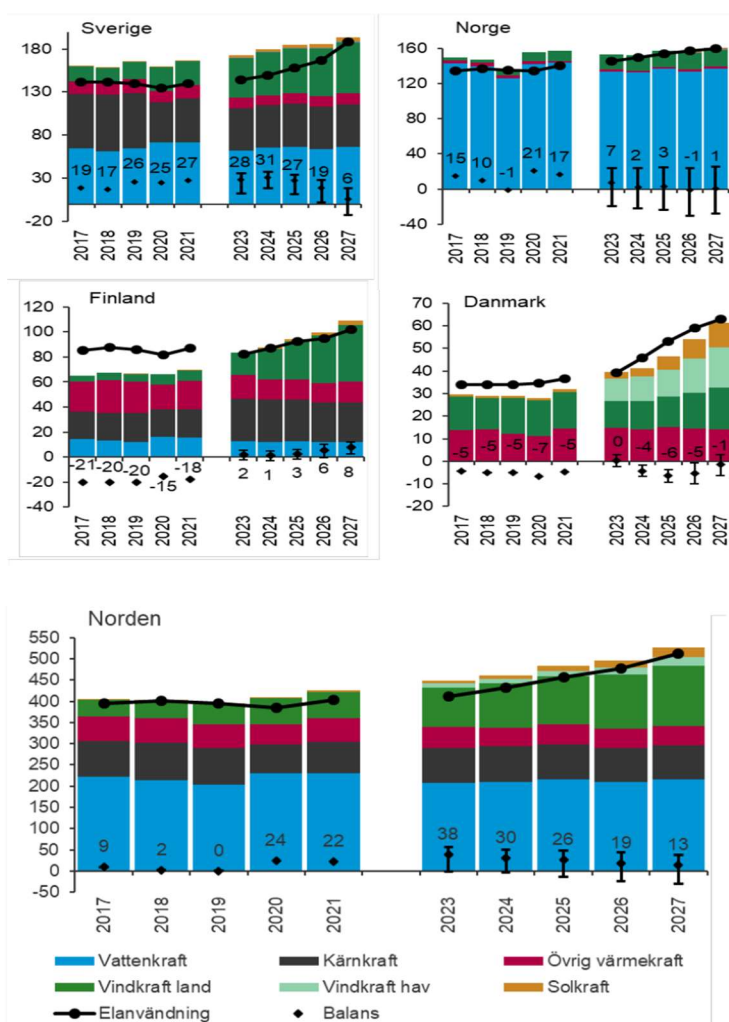 Sverige
180
130
80
30
-20
19 17 26 25 27 28 31 27 19 6
2017 2018 2019 2020 2021 2023 2024 2025 2026 2027
Norge
160
110
60
10
-40
15 10 -1 21 17 7 2 3 -1 1
2017 2018 2019 2020 2021 2023 2024 2025 2026 2027
Finland
120
100
80
60
40
20
0
-20
-40
-21 -20 -20 -15 -18 2 1 3 6 8
2017 2018 2019 2020 2021 2023 2024 2025 2026 2027
Danmark
70
60
50
40
30
20
10
0
-10
-20
-5 -5 -5 -7 -5 0 -4 -6 -5 -1
2017 2018 2019 2020 2021 2023 2024 2025 2026 2027
Norden
550
500
450
400
350
300
250
200
150
100
50
0
-50
9 2 0 24 22 38 30 26 19 13
2017 2018 2019 2020 2021 2023 2024 2025 2026 2027
Vattenkraft Kärnkraft Övrig värmekraft
Vindkraft land Vindkraft hav Solkraft
Elanvändning Balans